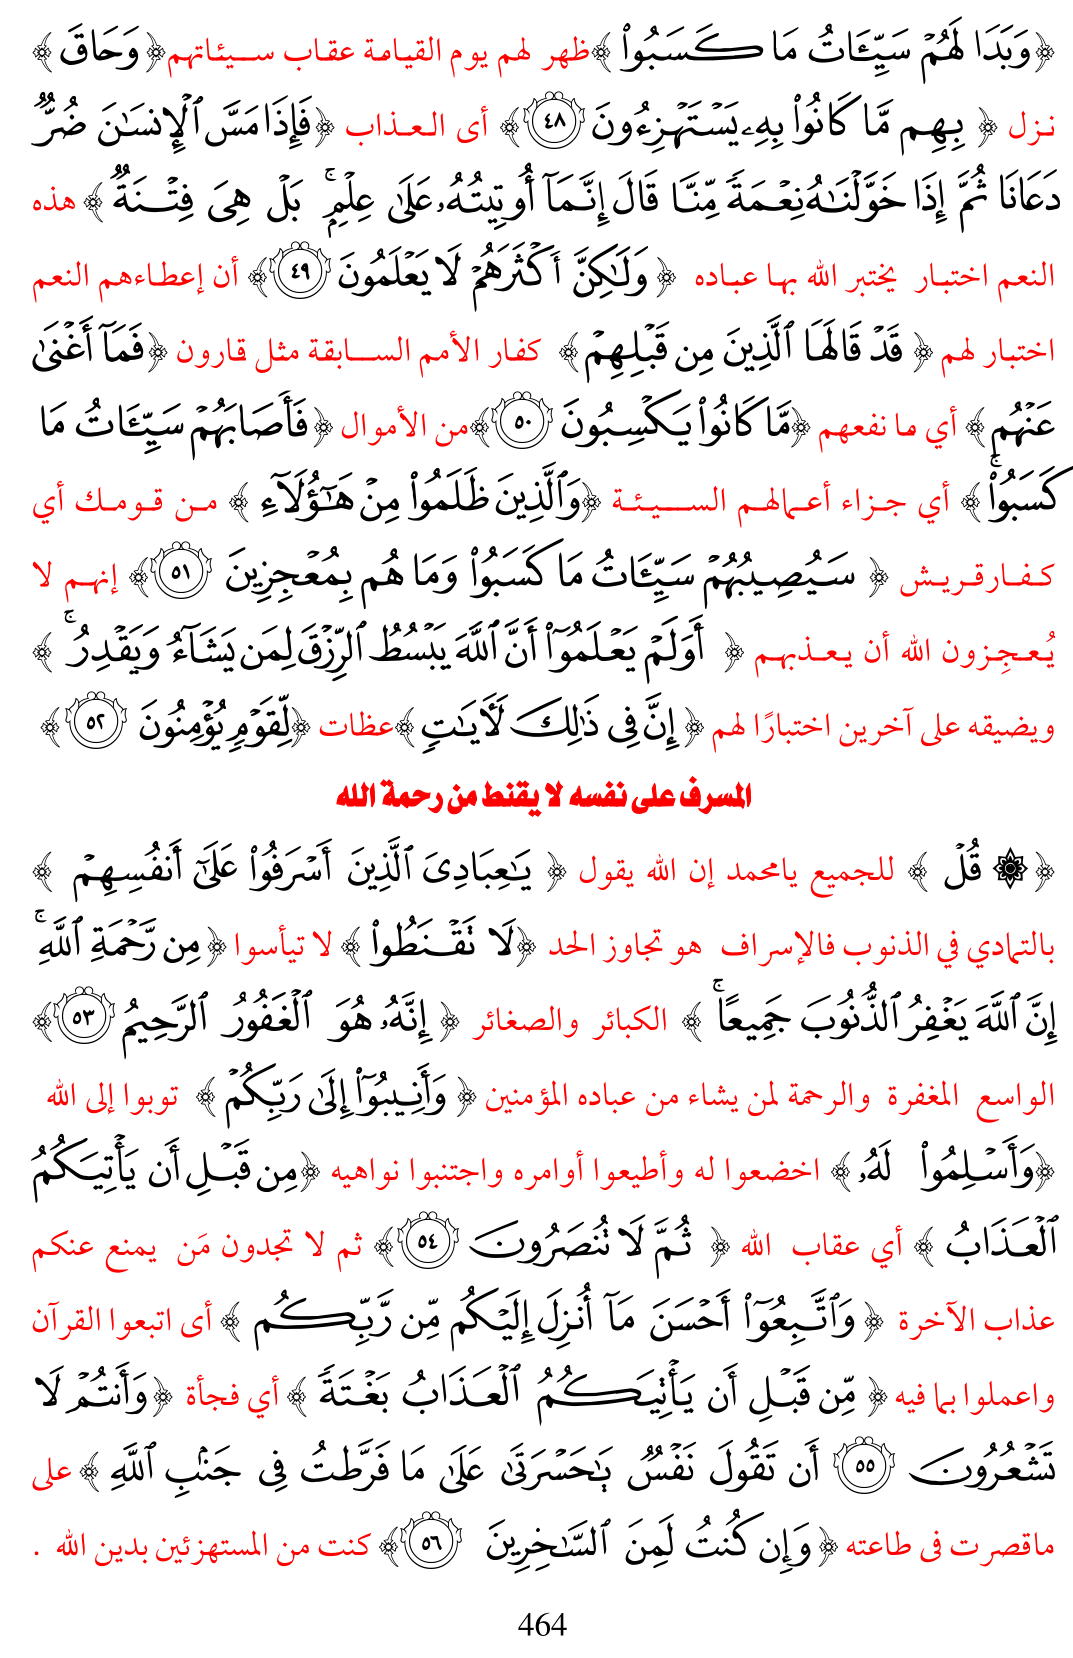 ﴿وَبَدَا لَهُمۡ سَيِّـَٔاتُ مَا كَسَبُوا۟ ﴾ظهر لهم يوم القيامة عقاب سيئاتهم﴿وَحَاقَ ﴾
نزل ﴿ بِهِم مَّا كَانُوا۟ بِهِۦ يَسۡتَهۡزِءُونَ ٤٨﴾ أى العذاب ﴿فَإِذَا مَسَّ ٱلۡإِنسَـٰنَ ضُرࣱّ
دَعَانَا ثُمَّ إِذَا خَوَّلۡنَـٰهُ نِعۡمَةࣰ مِّنَّا قَالَ إِنَّمَاۤ أُوتِيتُهُۥ عَلَىٰ عِلۡمِۭۚ بَلۡ هِیَ فِتۡنَةࣱ ﴾ هذه
النعم اختبار يختبر الله بها عباده ﴿ وَلَـٰكِنَّ أَكۡثَرَهُمۡ لَا يَعۡلَمُونَ ٤٩﴾ أن إعطاءهم النعم
اختبار لهم ﴿ قَدۡ قَالَهَا ٱلَّذِينَ مِن قَبۡلِهِمۡ﴾ كفار الأمم السابقة مثل قارون ﴿فَمَاۤ أَغۡنَىٰ
عَنۡهُم ﴾ أي ما نفعهم ﴿مَّا كَانُوا۟ يَكۡسِبُونَ ٥٠﴾من الأموال ﴿فَأَصَابَهُمۡ سَيِّـَٔاتُ مَا
كَسَبُوا۟ۚ ﴾ أي جزاء أعمالهم السيئة ﴿وَٱلَّذِينَ ظَلَمُوا۟ مِنۡ هَـٰۤؤُلَاۤءِ ﴾ من قومك أي
كفارقريش ﴿ سَيُصِيبُهُمۡ سَيِّـَٔاتُ مَا كَسَبُوا۟ وَمَا هُم بِمُعۡجِزِينَ ٥١﴾ إنهم لا
يُعجِزون الله أن يعذبهم ﴿ أَوَلَمۡ يَعۡلَمُوۤا۟ أَنَّ ٱللَّهَ يَبۡسُطُ ٱلرِّزۡقَ لِمَن يَشَاۤءُ وَيَقۡدِرُۚ ﴾
ويضيقه على آخرين اختبارًا لهم ﴿ إِنَّ فِی ذَٰلِكَ لَـَٔايَـٰتࣲ ﴾عظات ﴿لِّقَوۡمࣲ يُؤۡمِنُونَ ٥٢ ﴾
المسرف على نفسه لا يقنط من رحمة الله
﴿۞ قُلۡ ﴾ للجميع يامحمد إن الله يقول ﴿ يَـٰعِبَادِیَ ٱلَّذِينَ أَسۡرَفُوا۟ عَلَىٰۤ أَنفُسِهِمۡ ﴾
بالتمادي في الذنوب فالإسراف هو تجاوز الحد ﴿لَا تَقۡنَطُوا۟ ﴾ لا تيأسوا ﴿مِن رَّحۡمَةِ ٱللَّهِۚ
إِنَّ ٱللَّهَ يَغۡفِرُ ٱلذُّنُوبَ جَمِيعًاۚ ﴾ الكبائر والصغائر ﴿ إِنَّهُۥ هُوَ ٱلۡغَفُورُ ٱلرَّحِيمُ ٥٣﴾
الواسع المغفرة والرحمة لمن يشاء من عباده المؤمنين ﴿ وَأَنِيبُوۤا۟ إِلَىٰ رَبِّكُمۡ ﴾ توبوا إلى الله
﴿وَأَسۡلِمُوا۟ لَهُۥ ﴾ اخضعوا له وأطيعوا أوامره واجتنبوا نواهيه ﴿مِن قَبۡلِ أَن يَأۡتِيَكُمُ
ٱلۡعَذَابُ ﴾ أي عقاب الله ﴿ ثُمَّ لَا تُنصَرُونَ ٥٤﴾ ثم لا تجدون مَن يمنع عنكم
عذاب الآخرة ﴿ وَٱتَّبِعُوۤا۟ أَحۡسَنَ مَاۤ أُنزِلَ إِلَيۡكُم مِّن رَّبِّكُم ﴾ أى اتبعوا القرآن
واعملوا بما فيه ﴿ مِّن قَبۡلِ أَن يَأۡتِيَكُمُ ٱلۡعَذَابُ بَغۡتَةࣰ ﴾ أي فجأة ﴿وَأَنتُمۡ لَا
تَشۡعُرُونَ ٥٥ أَن تَقُولَ نَفۡسࣱ يَـٰحَسۡرَتَىٰ عَلَىٰ مَا فَرَّطتُ فِی جَنۢبِ ٱللَّهِ ﴾ على
ماقصرت فى طاعته ﴿وَإِن كُنتُ لَمِنَ ٱلسَّـٰخِرِينَ ٥٦﴾ كنت من المستهزئين بدين الله .
464